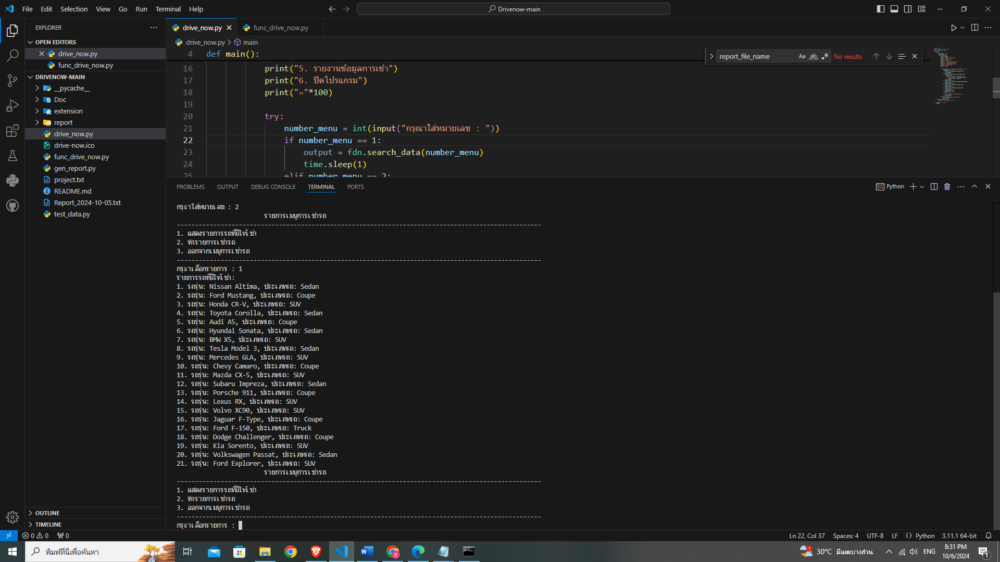 File Edit Selection View Go Run Terminal Help
Drivenow-main
EXPLORER
OPEN EDITORS
drive_now.py
func_drive_now.py
DRIVENOW-MAIN
__pycache__
Doc
extension
report
drive_now.py
drive-now.ico
func_drive_now.py
gen_report.py
project.txt
README.md
Report_2024-10-05.txt
test_data.py
OUTLINE
TIMELINE
drive_now.py func_drive_now.py
drive_now.py > main
report_file_name Aa ab No results
4 def main():
16 print("5. รายงานข้อมูลการเช่า")
17 print("6. ปิดโปรแกรม")
18 print("="*100)
19
20 try:
21 number_menu = int(input("กรุณาใส่หมายเลข : "))
22 if number_menu == 1:
23 output = fdn.search_data(number_menu)
24 time.sleep(1)
25 elif number_menu == 2:
PROBLEMS OUTPUT DEBUG CONSOLE TERMINAL PORTS
Python
กรุณาใส่หมายเลข : 2
รายการเมนูการเช่ารถ
----------------------------------------------------------------------------------------------------
1. แสดงรายการรถที่มีให้เช่า
2. ทำรายการเช่ารถ
3. ออกจากเมนูการเช่ารถ
----------------------------------------------------------------------------------------------------
กรุณาเลือกรายการ : 1
รายการรถที่มีให้เช่า:
1. รถรุ่น: Nissan Altima, ประเภทรถ: Sedan
2. รถรุ่น: Ford Mustang, ประเภทรถ: Coupe
3. รถรุ่น: Honda CR-V, ประเภทรถ: SUV
4. รถรุ่น: Toyota Corolla, ประเภทรถ: Sedan
5. รถรุ่น: Audi A5, ประเภทรถ: Coupe
6. รถรุ่น: Hyundai Sonata, ประเภทรถ: Sedan
7. รถรุ่น: BMW X5, ประเภทรถ: SUV
8. รถรุ่น: Tesla Model 3, ประเภทรถ: Sedan
9. รถรุ่น: Mercedes GLA, ประเภทรถ: SUV
10. รถรุ่น: Chevy Camaro, ประเภทรถ: Coupe
11. รถรุ่น: Mazda CX-5, ประเภทรถ: SUV
12. รถรุ่น: Subaru Impreza, ประเภทรถ: Sedan
13. รถรุ่น: Porsche 911, ประเภทรถ: Coupe
14. รถรุ่น: Lexus RX, ประเภทรถ: SUV
15. รถรุ่น: Volvo XC90, ประเภทรถ: SUV
16. รถรุ่น: Jaguar F-Type, ประเภทรถ: Coupe
17. รถรุ่น: Ford F-150, ประเภทรถ: Truck
18. รถรุ่น: Dodge Challenger, ประเภทรถ: Coupe
19. รถรุ่น: Kia Sorento, ประเภทรถ: SUV
20. รถรุ่น: Volkswagen Passat, ประเภทรถ: Sedan
21. รถรุ่น: Ford Explorer, ประเภทรถ: SUV
รายการเมนูการเช่ารถ
----------------------------------------------------------------------------------------------------
1. แสดงรายการรถที่มีให้เช่า
2. ทำรายการเช่ารถ
3. ออกจากเมนูการเช่ารถ
----------------------------------------------------------------------------------------------------
กรุณาเลือกรายการ :
0 0 0
Ln 22, Col 37 Spaces: 4 UTF-8 LF {} Python 3.11.1 64-bit
พิมพ์ที่นี่เพื่อค้นหา
30°C มีเมฆบางส่วน ENG
8:31 PM
10/6/2024
1